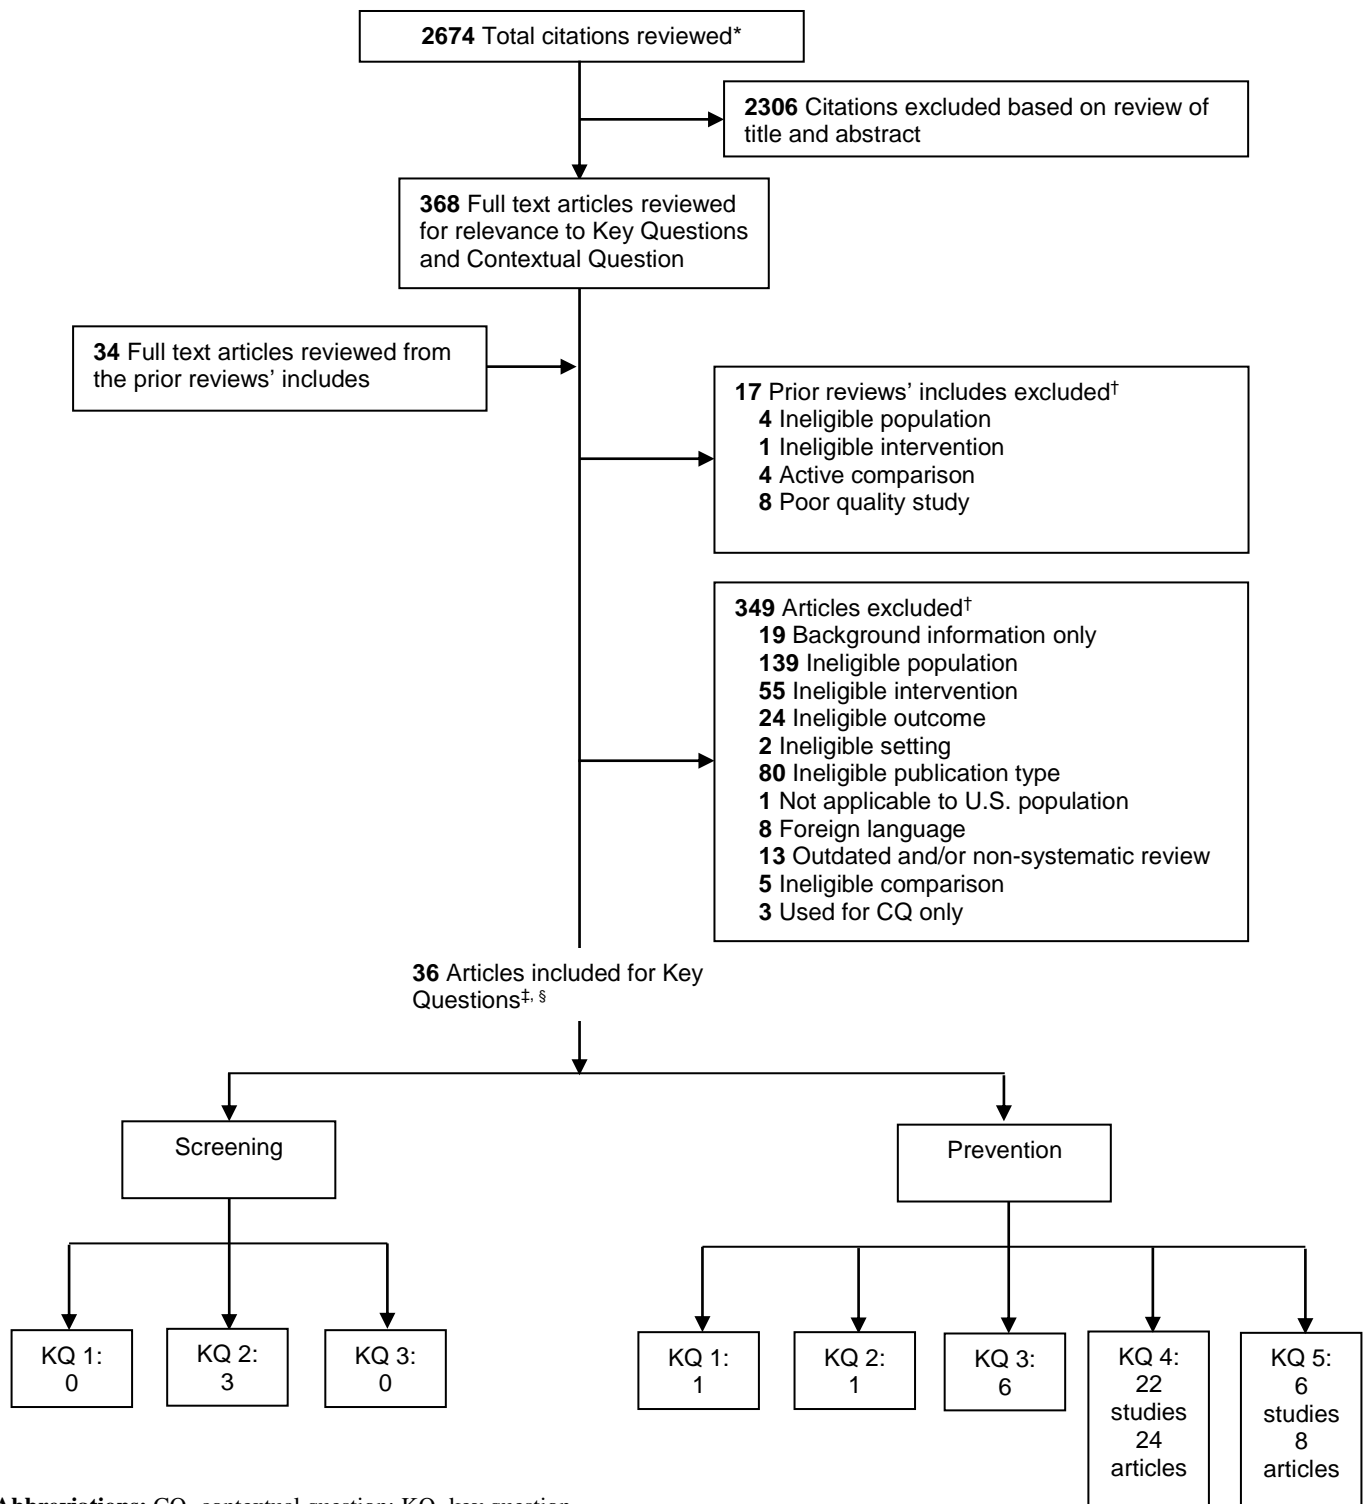 2674 Total citations reviewed*
2306 Citations excluded based on review of
title and abstract
368 Full text articles reviewed
for relevance to Key Questions
and Contextual Question
34 Full text articles reviewed from
the prior reviews’ includes
17 Prior reviews’ includes excluded†
4 Ineligible population
1 Ineligible intervention
4 Active comparison
8 Poor quality study
349 Articles excluded†
19 Background information only
139 Ineligible population
55 Ineligible intervention
24 Ineligible outcome
2 Ineligible setting
80 Ineligible publication type
1 Not applicable to U.S. population
8 Foreign language
13 Outdated and/or non-systematic review
5 Ineligible comparison
3 Used for CQ only
36 Articles included for Key
Questions‡, §
Screening
Prevention
KQ 1:
0
KQ 2:
3
KQ 3:
0
KQ 1:
1
KQ 2:
1
KQ 3:
6
KQ 4:
22
studies
24
articles
KQ 5:
6
studies
8
articles